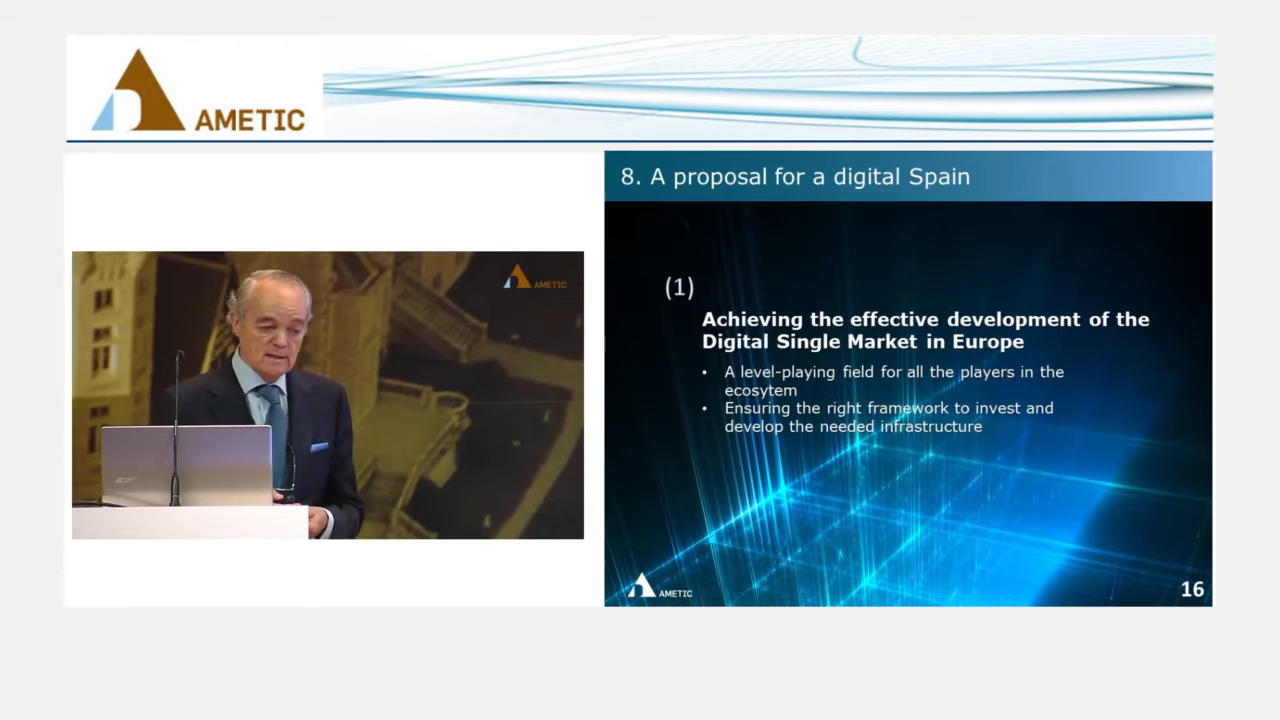 AMETIC
8. A proposal for a digital Spain
AMETIC
(1)
Achieving the effective development of the
Digital Single Market in Europe
• A level-playing field for all the players in the
ecosytem
• Ensuring the right framework to invest and
develop the needed infrastructure
acer
AMETIC
16